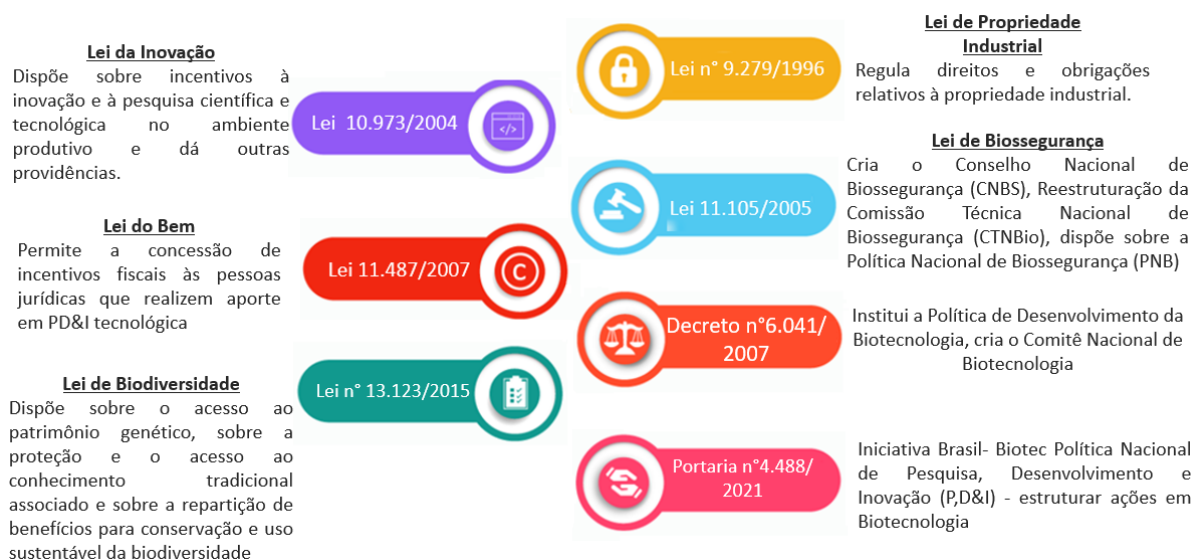 Lei da Inovação
Dispõe sobre incentivos à
inovação e à pesquisa científica e
tecnológica no ambiente
produtivo e dá outras
providências.
Lei 10.973/2004
</>
Lei do Bem
Permite a concessão de
incentivos fiscais às pessoas
jurídicas que realizem aporte
em PD&I tecnológica
Lei 11.487/2007
C
Lei de Biodiversidade
Dispõe sobre o acesso ao
patrimônio genético, sobre a
proteção e o acesso ao
conhecimento tradicional
associado e sobre a repartição de
benefícios para conservação e uso
sustentável da biodiversidade
Lei n° 13.123/2015
Lei n° 9.279/1996
Lei de Propriedade
Industrial
Regula direitos e obrigações
relativos à propriedade industrial.
Lei 11.105/2005
Lei de Biossegurança
Cria o Conselho Nacional de
Biossegurança (CNBS), Reestruturação da
Comissão Técnica Nacional de
Biossegurança (CTNBio), dispõe sobre a
Política Nacional de Biossegurança (PNB)
Decreto n°6.041/
2007
Institui a Política de Desenvolvimento da
Biotecnologia, cria o Comitê Nacional de
Biotecnologia
Portaria n°4.488/
2021
Iniciativa Brasil- Biotec Política Nacional
de Pesquisa, Desenvolvimento e
Inovação (P,D&I) - estruturar ações em
Biotecnologia